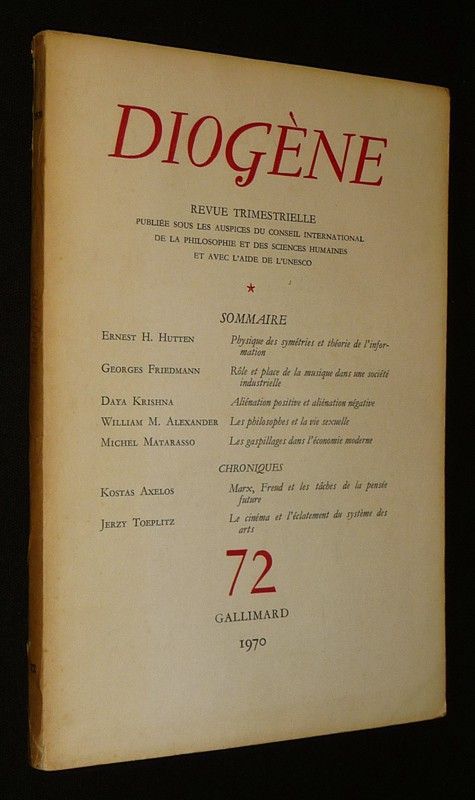 DIOGÈNE
REVUE TRIMESTRIELLE
PUBLIÉE SOUS LES AUSPICES DU CONSEIL INTERNATIONAL
DE LA PHILOSOPHIE ET DES SCIENCES HUMAINES
ET AVEC L'AIDE DE L'UNESCO
*
SOMMAIRE
ERNEST H. HUTTEN Physique des symétries et théorie de l'infor-
mation
GEORGES FRIEDMANN Rôle et place de la musique dans une société
industrielle
DAYA KRISHNA Aliénation positive et aliénation négative
WILLIAM M. ALEXANDER Les philosophes et la vie sexuelle
MICHEL MATARASSO Les gaspillages dans l'économie moderne
CHRONIQUES
KOSTAS AXELOS Marx, Freud et les tâches de la pensée
future
JERZY TOEPLITZ Le cinéma et l'éclatement du système des
arts
72
GALLIMARD
1970